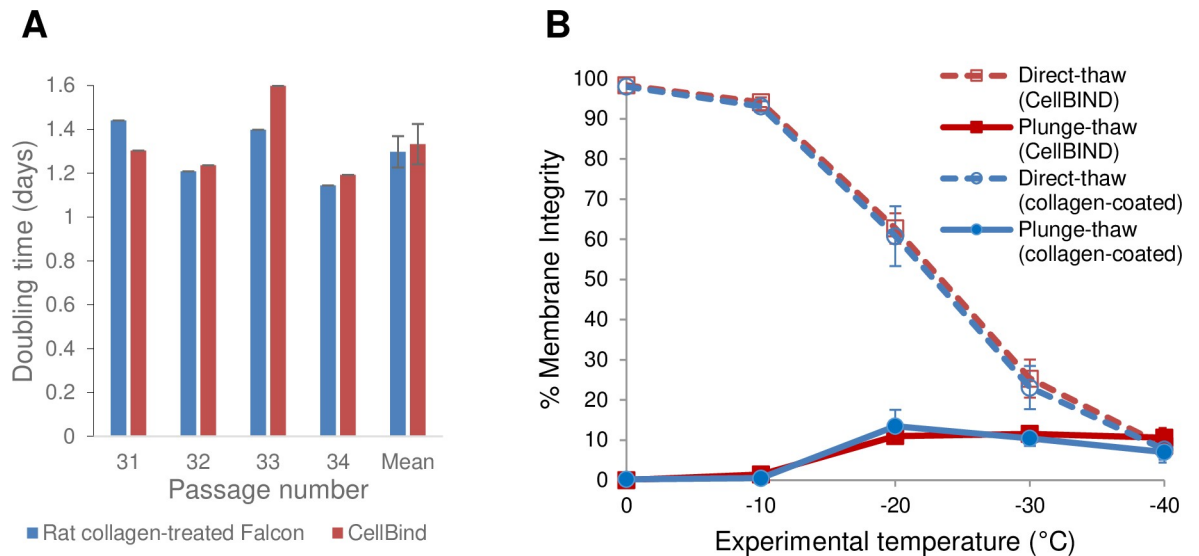 A
1.6
1.4
1.2
1
0.8
0.6
0.4
0.2
0
Doubling time (days)
31 32 33 34 Mean
Passage number
Rat collagen-treated Falcon CellBind
B
100
90
80
70
60
50
40
30
20
10
0
% Membrane Integrity
0 -10 -20 -30 -40
Experimental temperature (°C)
Direct-thaw
(CellBIND)
Plunge-thaw
(CellBIND)
Direct-thaw
(collagen-coated)
Plunge-thaw
(collagen-coated)